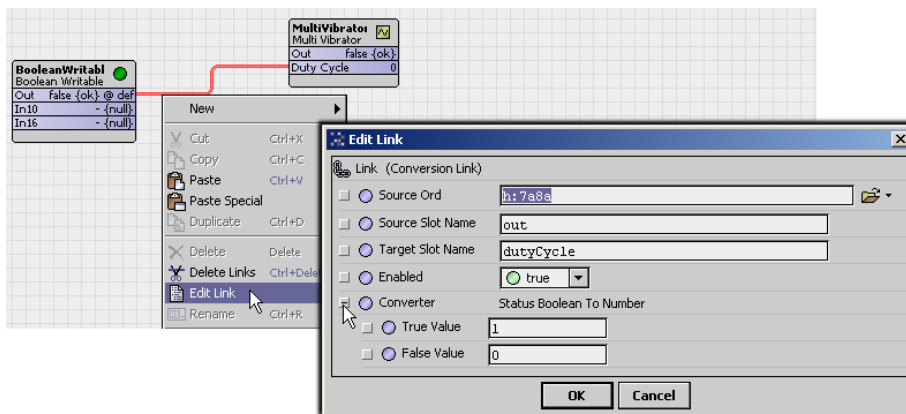 MultiVibrator
Multi Vibrator
Out false {ok}
Duty Cycle 0
BooleanWritabl
Boolean Writable
Out false {ok} @ def
In10 - {null}
In16 - {null}
New
Cut Ctrl+X
Copy Ctrl+C
Paste Ctrl+V
Paste Special
Duplicate Ctrl+D
Delete Delete
Delete Links Ctrl+Dele
Edit Link
Rename Ctrl+R
Edit Link
Link (Conversion Link)
Source Ord h:7a8a
Source Slot Name out
Target Slot Name dutyCycle
Enabled true
Converter Status Boolean To Number
True Value 1
False Value 0
OK Cancel